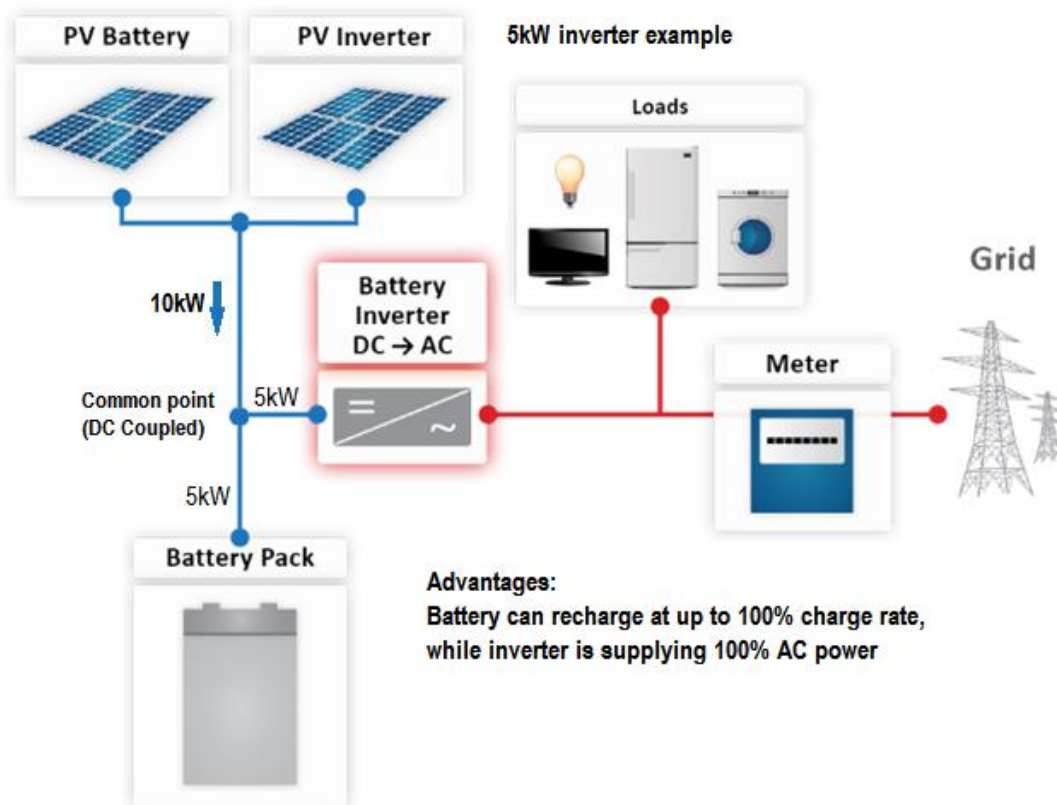 PV Battery
PV Inverter
5kW inverter example
Loads
Grid
10kW
Battery
Inverter
DC → AC
Meter
Common point
(DC Coupled)
5kW
5kW
Battery Pack
Advantages:
Battery can recharge at up to 100% charge rate,
while inverter is supplying 100% AC power